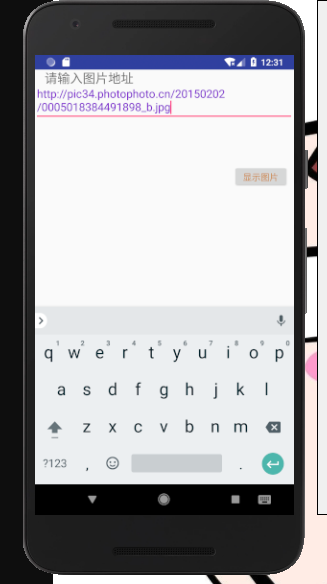 12:31
请输入图片地址
http://pic34.photophoto.cn/20150202
/0005018384491898_b.jpg
显示图片
1 2 3 4 5 6 7 8 9 0
q w e r t y u i o p
a s d f g h j k l
z x c v b n m
?123 , .